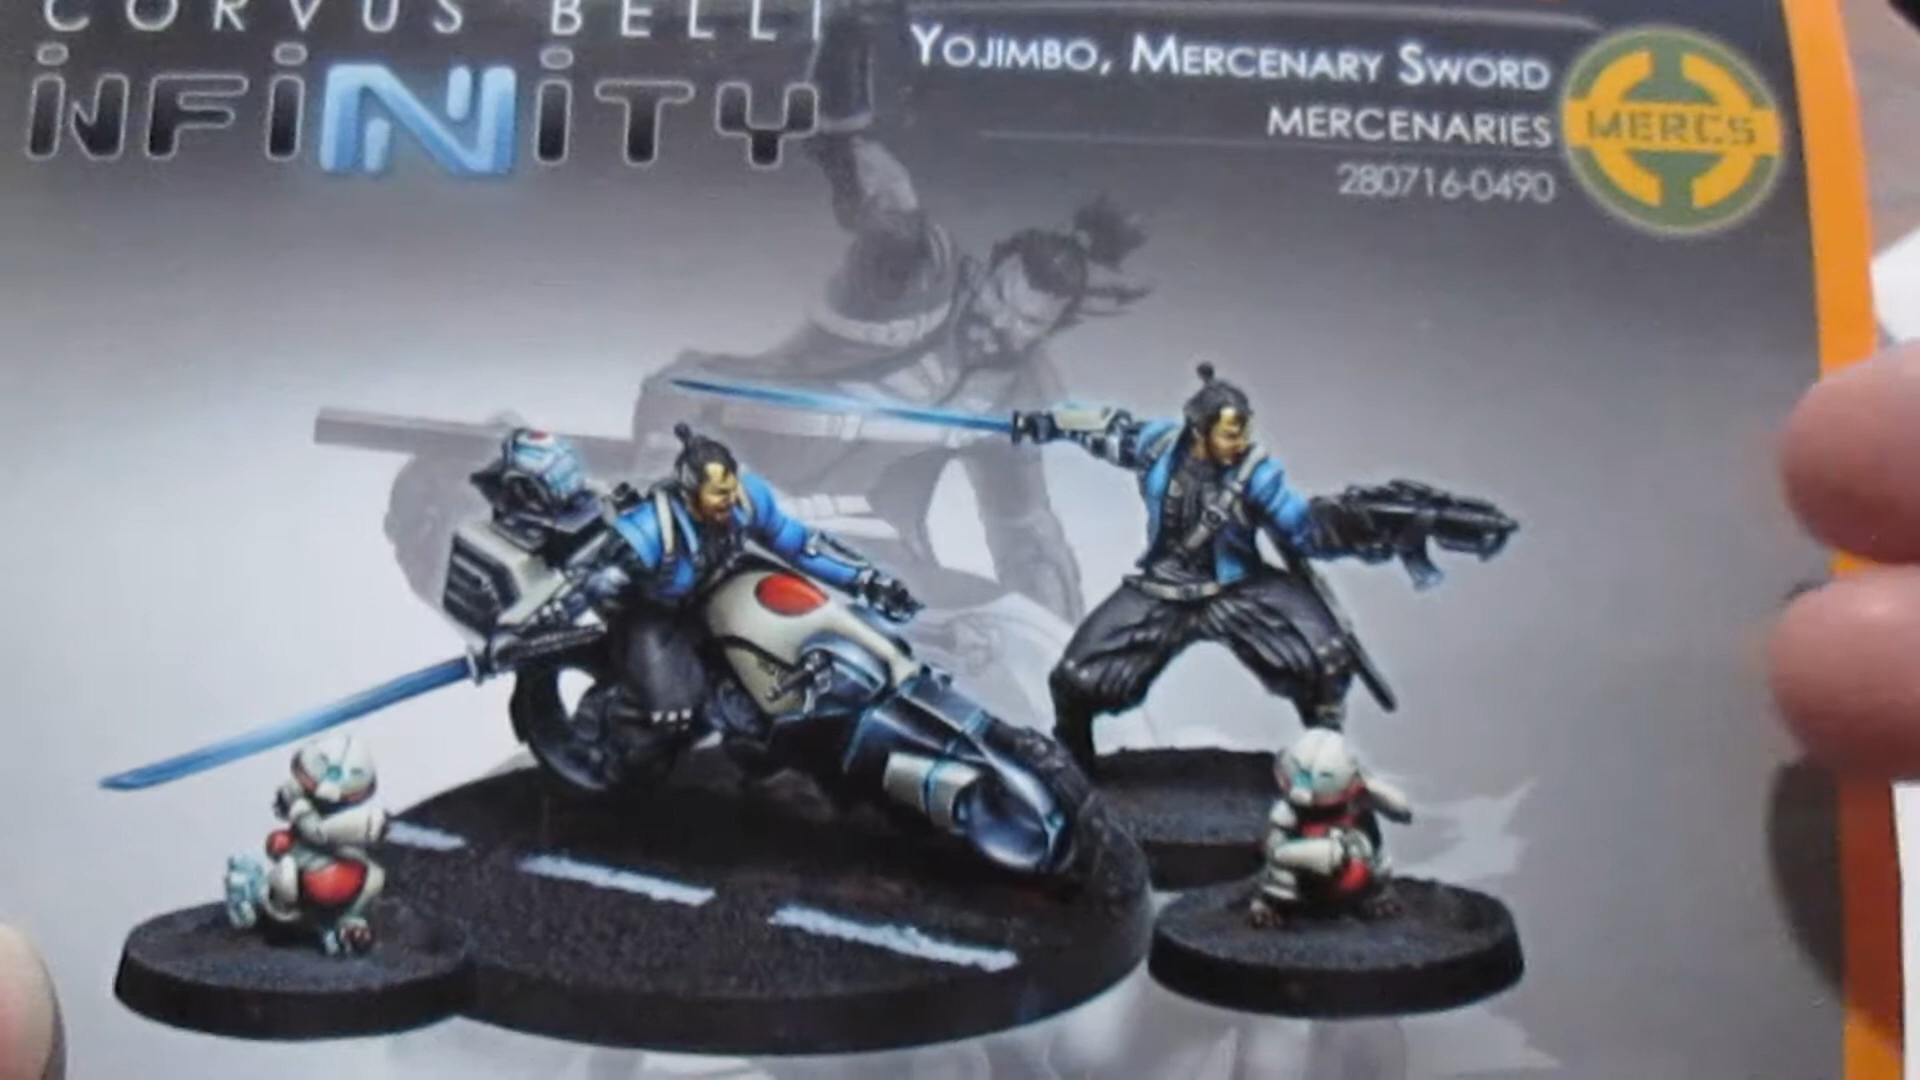 CORVUS BELLI
iNFiNiTY
YOJIMBO, MERCENARY SWORD
MERCENARIES
280716-0490
MERCS